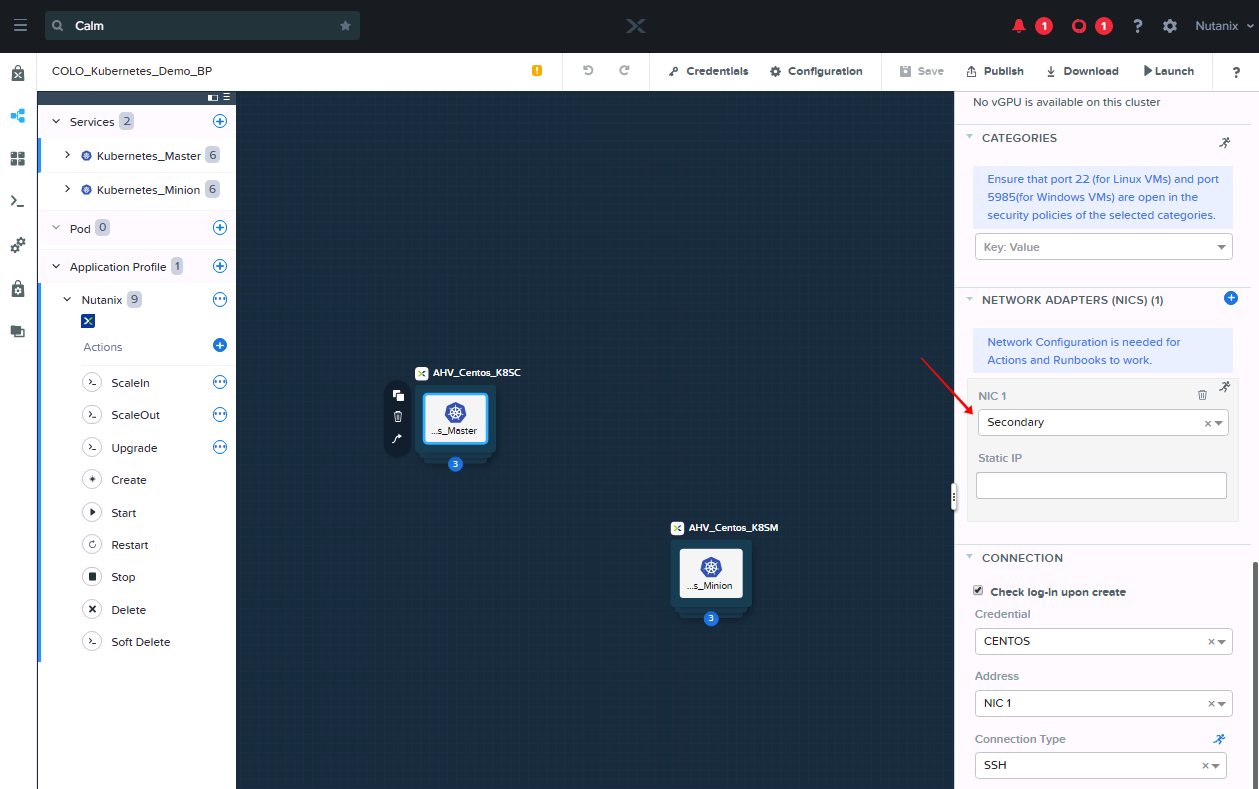 Calm
1
1
?
Nutanix
COLO_Kubernetes_Demo_BP
!
Credentials
Configuration
Save
Publish
Download
Launch
?
Services 2
Kubernetes_Master 6
Kubernetes_Minion 6
Pod 0
Application Profile 1
Nutanix 9
Actions
ScaleIn
ScaleOut
Upgrade
Create
Start
Restart
Stop
Delete
Soft Delete
AHV_Centos_K8SC
...s_Master
3
AHV_Centos_K8SM
...s_Minion
3
No vGPU is available on this cluster
CATEGORIES
Ensure that port 22 (for Linux VMs) and port
5985(for Windows VMs) are open in the
security policies of the selected categories.
Key: Value
NETWORK ADAPTERS (NICS) (1)
Network Configuration is needed for
Actions and Runbooks to work.
NIC 1
Secondary
Static IP
CONNECTION
Check log-in upon create
Credential
CENTOS
Address
NIC 1
Connection Type
SSH